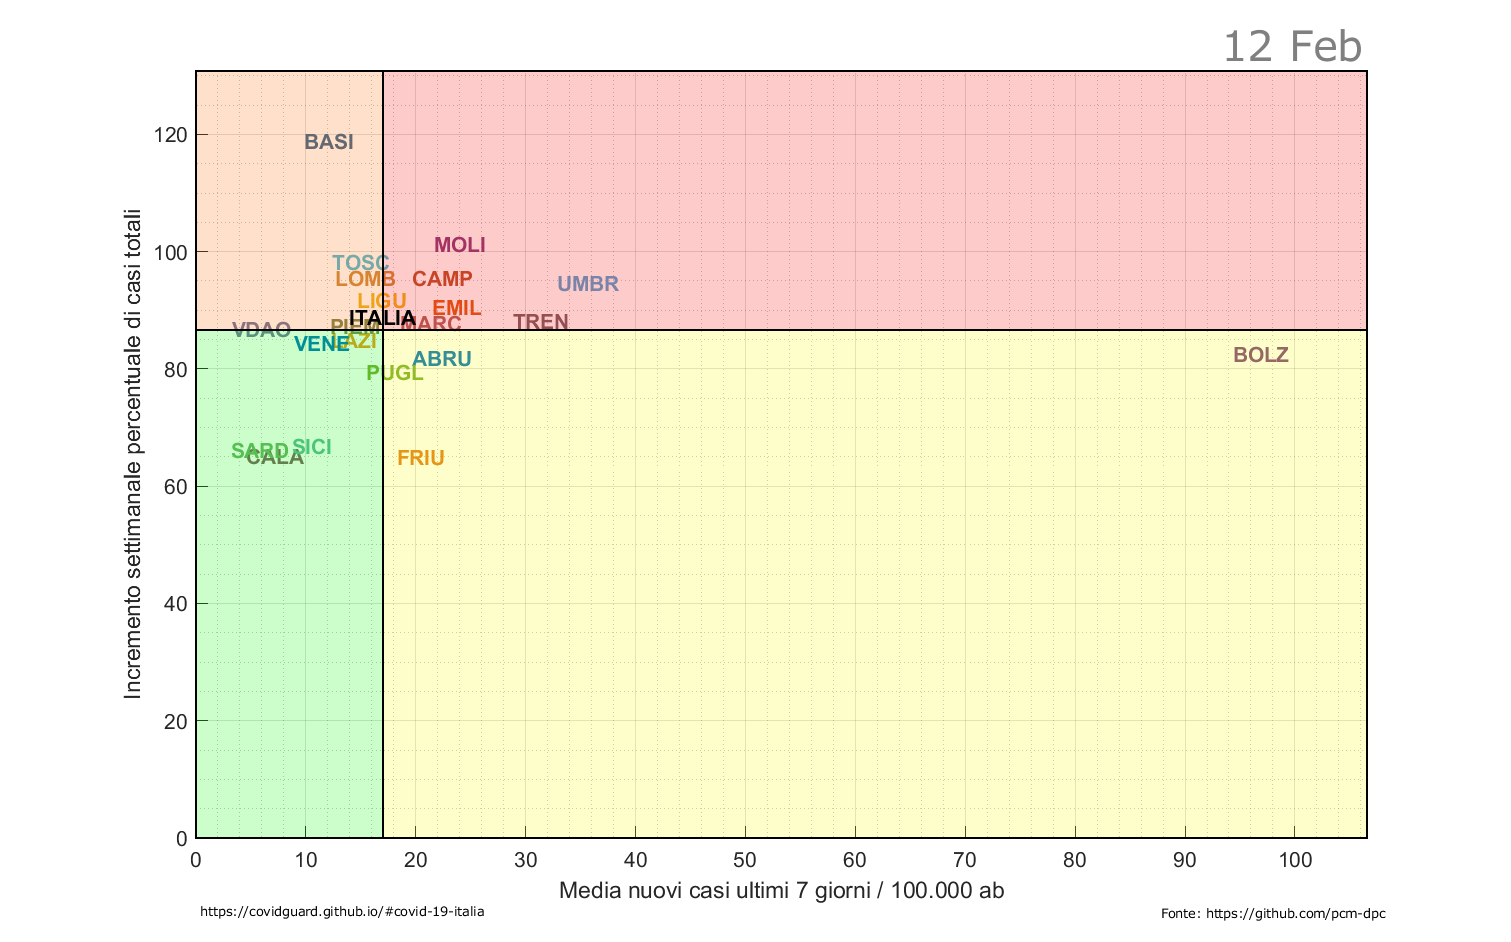 12 Feb
Incremento settimanale percentuale di casi totali
120
100
80
60
40
20
0
BASI
MOLI
TOSC
LOMB
CAMP
UMBR
LIGU
EMIL
ITALIA
PIEM
MARC
TREN
VDAO
VENE
LAZI
ABRU
BOLZ
PUGL
SARD
SICI
CALA
FRIU
0 10 20 30 40 50 60 70 80 90 100
Media nuovi casi ultimi 7 giorni / 100.000 ab
https://covidguard.github.io/#covid-19-italia
Fonte: https://github.com/pcm-dpc